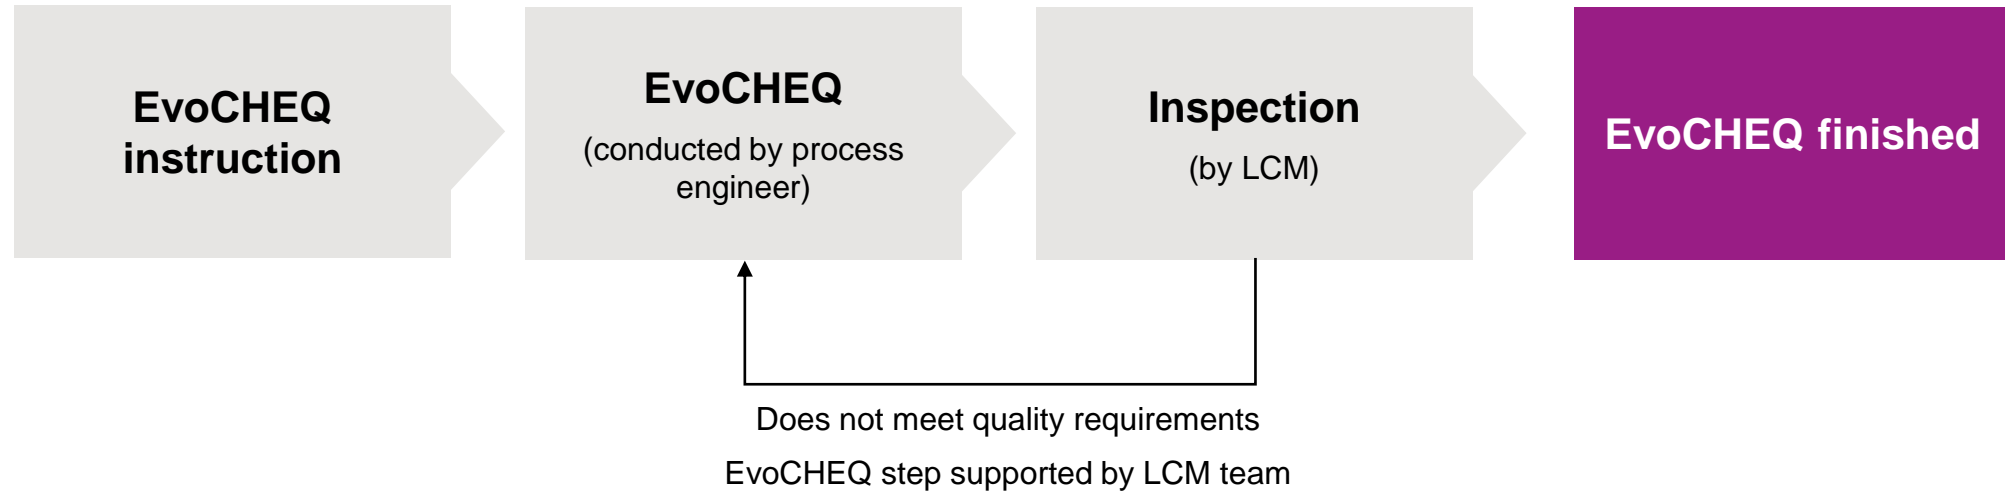 EvoCHEQ
instruction
EvoCHEQ
(conducted by process
engineer)
Inspection
(by LCM)
EvoCHEQ finished
Does not meet quality requirements
EvoCHEQ step supported by LCM team